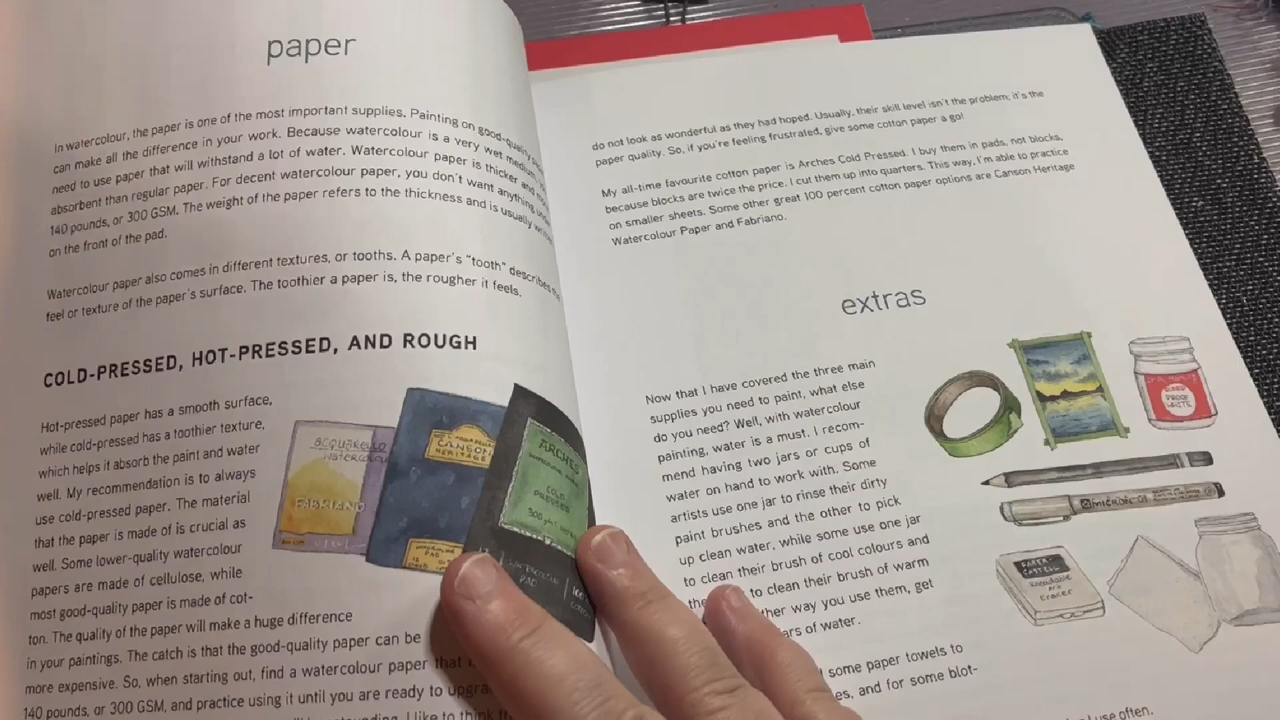 paper
In watercolour, the paper is one of the most important supplies. Painting on good-quality
can make all the difference in your work. Because watercolour is a very wet medium,
need to use paper that will withstand a lot of water. Watercolour paper is thicker and
absorbent than regular paper. For decent watercolour paper, you don't want anything
140 pounds, or 300 GSM. The weight of the paper refers to the thickness and is usually
on the front of the pad.
Watercolour paper also comes in different textures, or tooths. A paper's "tooth" describes
feel or texture of the paper's surface. The toothier a paper is, the rougher it feels.
COLD-PRESSED, HOT-PRESSED, AND ROUGH
Hot-pressed paper has a smooth surface,
while cold-pressed has a toothier texture,
which helps it absorb the paint and water
well. My recommendation is to always
use cold-pressed paper. The material
that the paper is made of is crucial as
well. Some lower-quality watercolour
papers are made of cellulose, while
most good-quality paper is made of cot-
ton. The quality of the paper will make a huge difference
in your paintings. The catch is that the good-quality paper can be
more expensive. So, when starting out, find a watercolour paper that
140 pounds, or 300 GSM, and practice using it until you are ready to
I like to think
ACQUARELLO
WATERCOLOUR
FABRIANO
CANSON
HERITAGE
WATERCOLOUR
PAD
ARCHES
COLD
PRESSED
PAD
do not look as wonderful as they had hoped. Usually, their skill level isn't the problem; it's the
paper quality. So, if you're feeling frustrated, give some cotton paper a go!
My all-time favourite cotton paper is Arches Cold Pressed. I buy them in pads, not blocks,
because blocks are twice the price. I cut them up into quarters. This way, I'm able to practice
on smaller sheets. Some other great 100 percent cotton paper options are Canson Heritage
Watercolour Paper and Fabriano.
extras
Now that I have covered the three main
supplies you need to paint, what else
do you need? Well, with watercolour
painting, water is a must. I recom-
mend having two jars or cups of
water on hand to work with. Some
artists use one jar to rinse their dirty
paint brushes and the other to pick
up clean water, while some use one jar
to clean their brush of cool colours and
to clean their brush of warm
way you use them, get
of water.
some paper towels to
and for some blot-
use often.
BLEED
PROOF
WHITE
MICRON 01
FABER
CASTELL
Kneadable
Art
Eraser